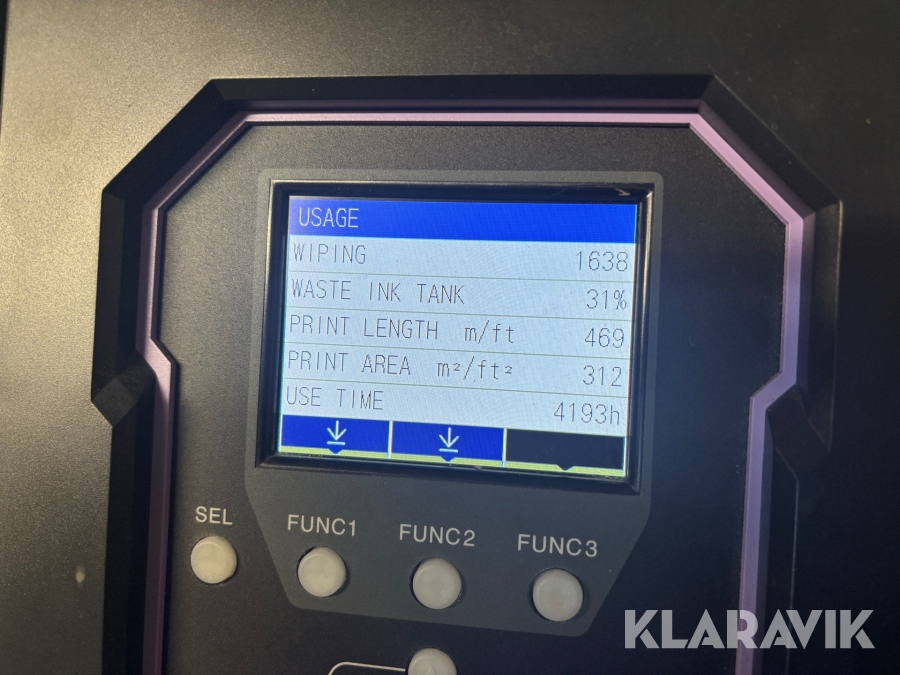 USAGE
WIPING 1638
WASTE INK TANK 31%
PRINT LENGTH m/ft 469
PRINT AREA m²/ft² 312
USE TIME 4193h
SEL FUNC1 FUNC2 FUNC3
KLARAVIK